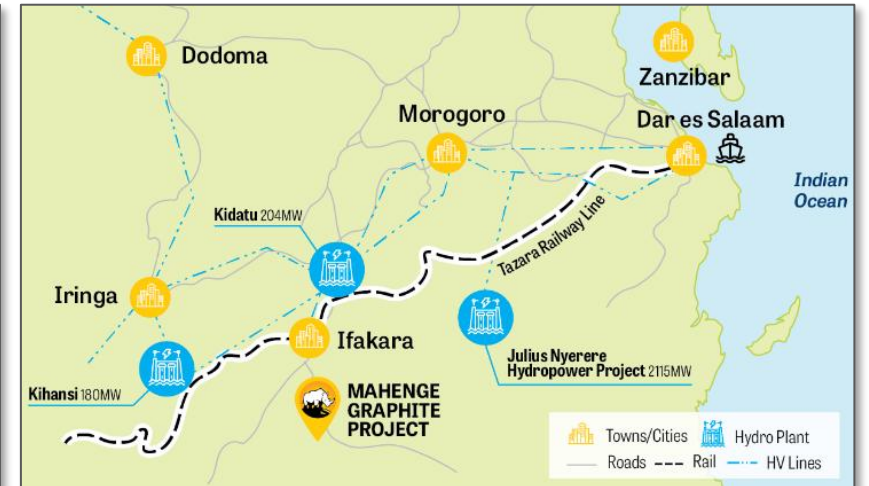 Dodoma
Zanzibar
Morogoro
Dar es Salaam
Indian
Ocean
Kidatu 204MW
Tazara Railway Line
Iringa
Ifakara
Julius Nyerere
Hydropower Project 2115MW
Kihansi 180MW
MAHENGE
GRAPHITE
PROJECT
Towns/Cities
Hydro Plant
Roads
Rail
HV Lines